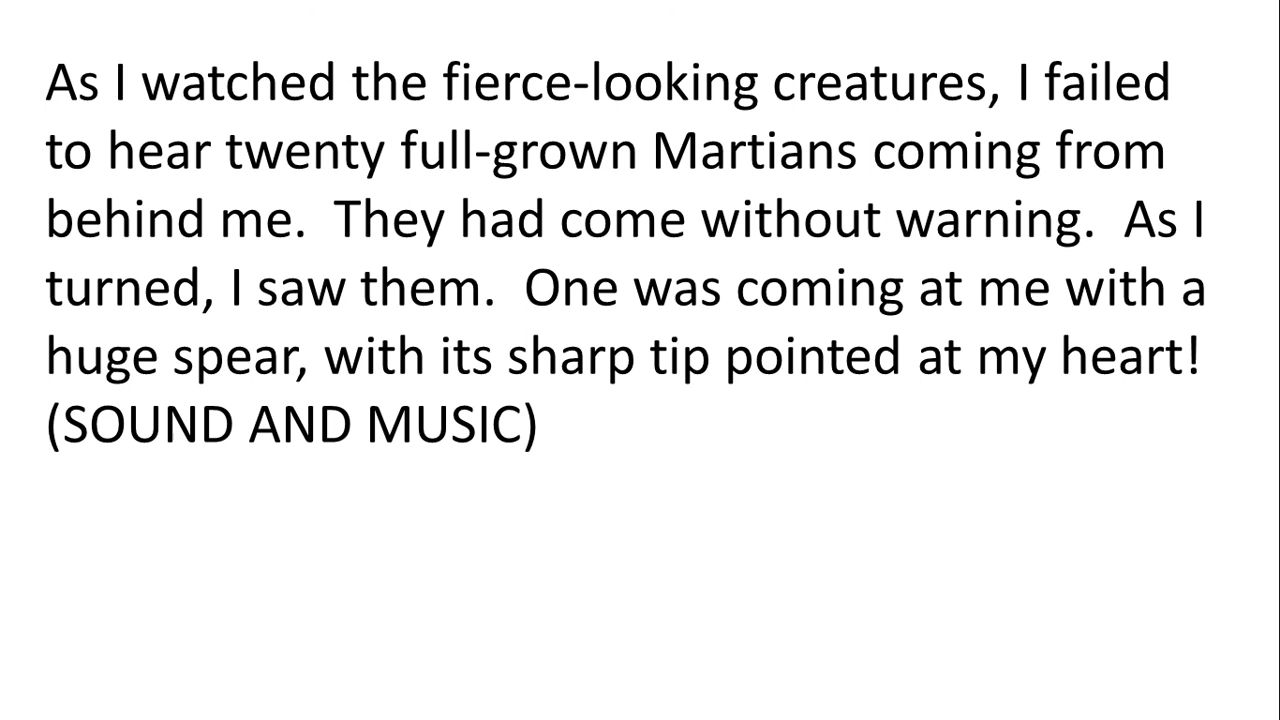 As I watched the fierce-looking creatures, I failed
to hear twenty full-grown Martians coming from
behind me.  They had come without warning.  As I
turned, I saw them.  One was coming at me with a
huge spear, with its sharp tip pointed at my heart!
(SOUND AND MUSIC)